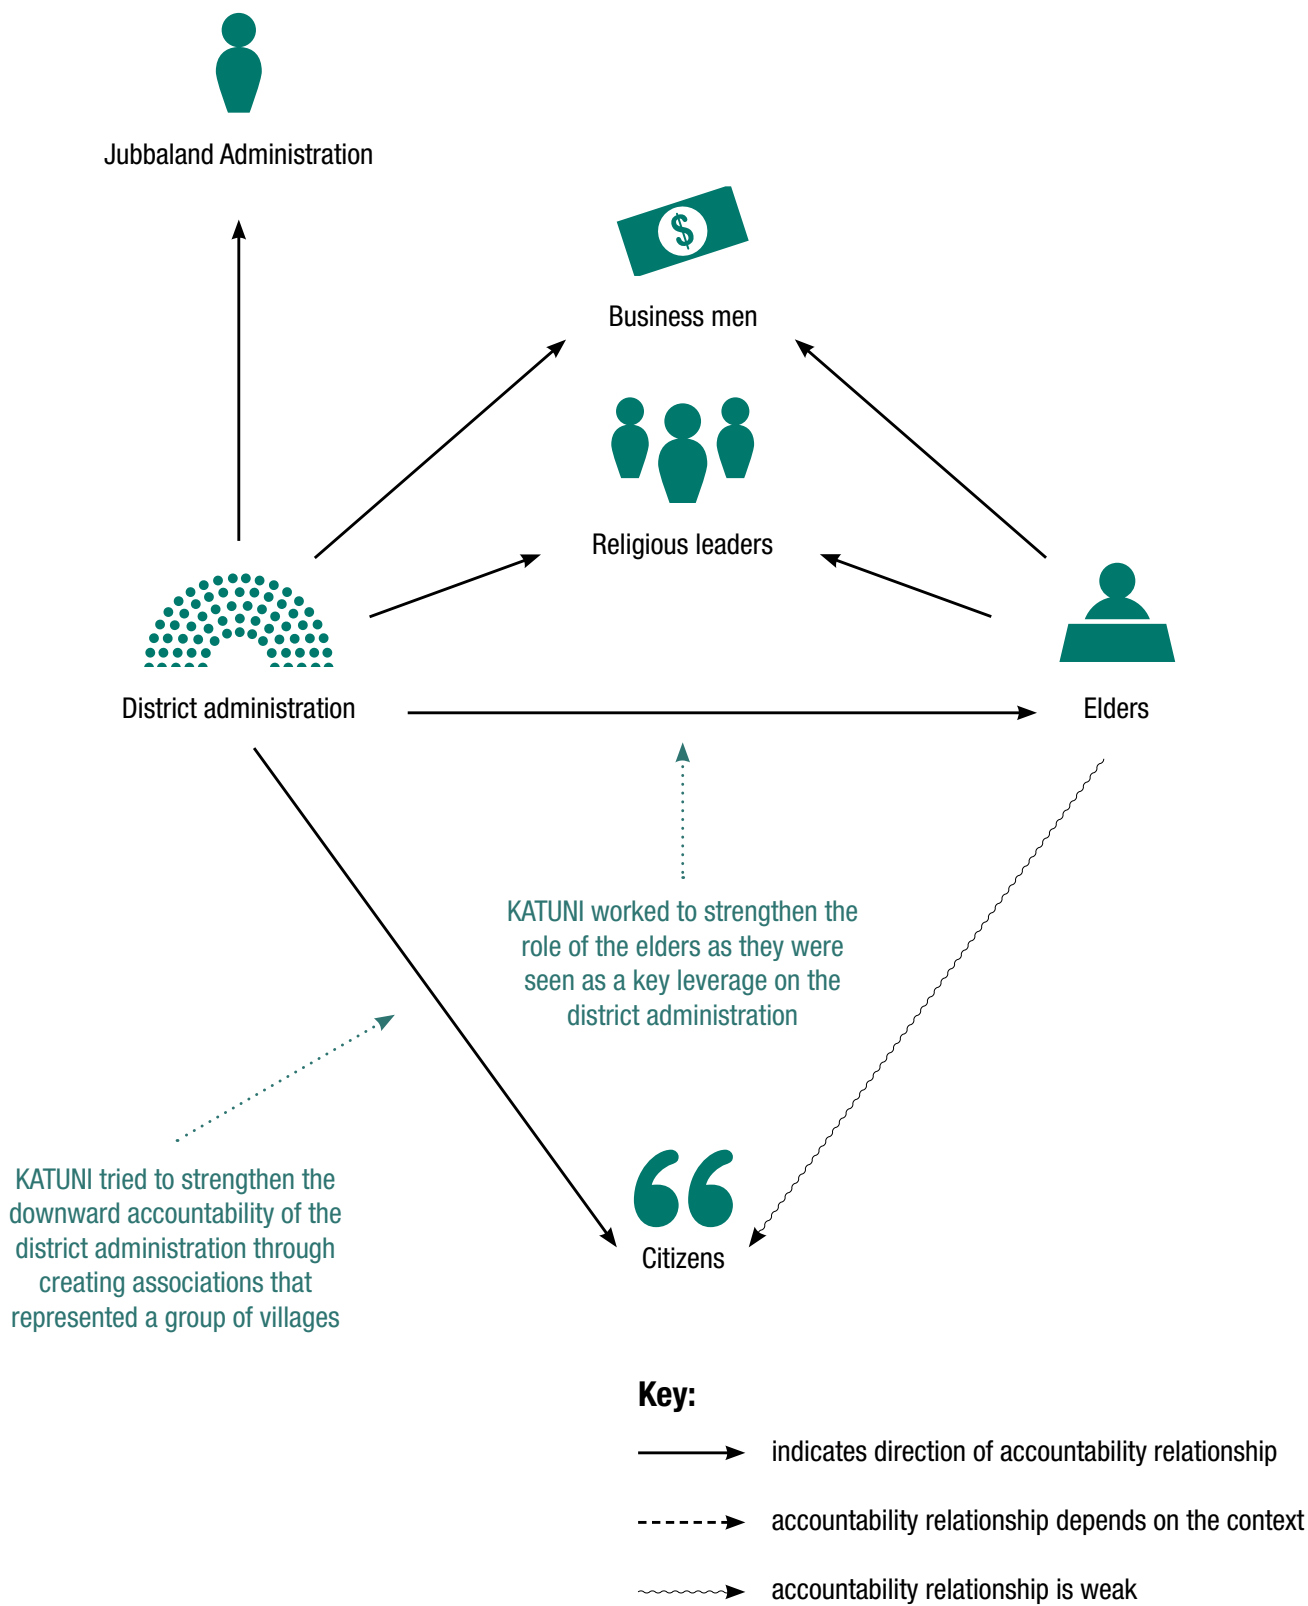 Jubbaland Administration
$
Business men
Religious leaders
District administration
Elders
KATUNI worked to strengthen the
role of the elders as they were
seen as a key leverage on the
district administration
KATUNI tried to strengthen the
downward accountability of the
district administration through
creating associations that
represented a group of villages
Citizens
Key:
indicates direction of accountability relationship
accountability relationship depends on the context
accountability relationship is weak